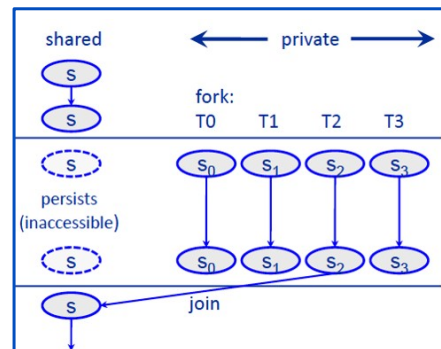 shared
private
s
fork:
s
T0 T1 T2 T3
s s₀ s₁ s₂ s₃
persists
(inaccessible)
s s₀ s₁ s₂ s₃
s
join